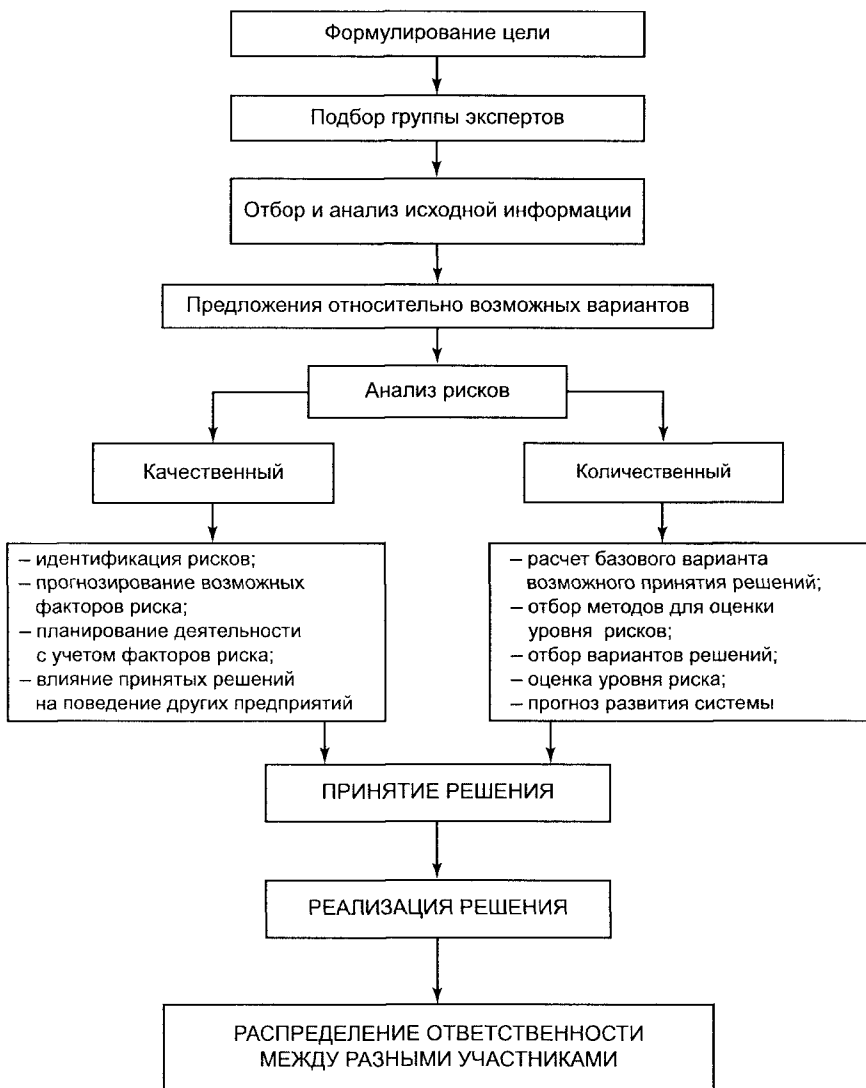 Формулирование цели
Подбор группы экспертов
Отбор и анализ исходной информации
Предложения относительно возможных вариантов
Анализ рисков
Качественный
Количественный
– идентификация рисков;
– прогнозирование возможных
факторов риска;
– планирование деятельности
с учетом факторов риска;
– влияние принятых решений
на поведение других предприятий
– расчет базового варианта
возможного принятия решений;
– отбор методов для оценки
уровня рисков;
– отбор вариантов решений;
– оценка уровня риска;
– прогноз развития системы
ПРИНЯТИЕ РЕШЕНИЯ
РЕАЛИЗАЦИЯ РЕШЕНИЯ
РАСПРЕДЕЛЕНИЕ ОТВЕТСТВЕННОСТИ
МЕЖДУ РАЗНЫМИ УЧАСТНИКАМИ